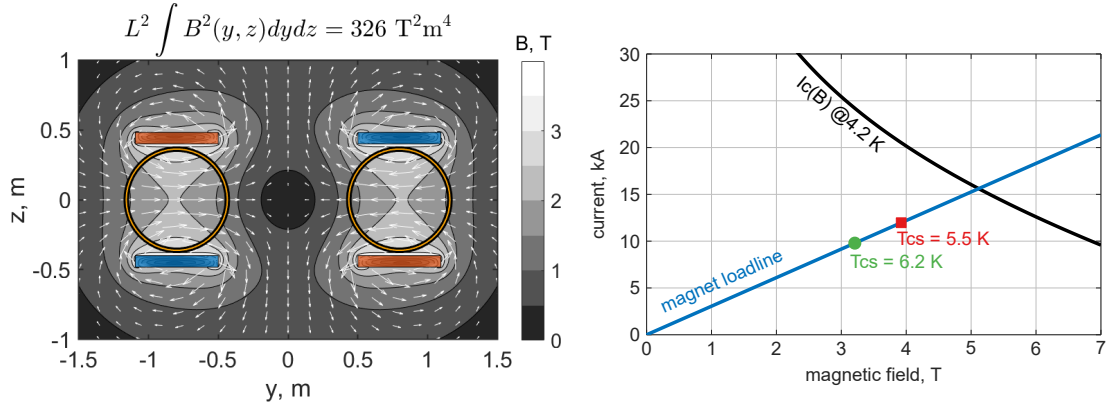 L² ∫ B²(y, z)dydz = 326 T²m⁴
B, T
1
0.5
0
-0.5
-1
z, m
-1.5 -1 -0.5 0 0.5 1 1.5
y, m
3
2
1
0
30
25
20
15
10
5
0
current, kA
0 1 2 3 4 5 6 7
magnetic field, T
Ic(B) @4.2 K
Tcs = 5.5 K
Tcs = 6.2 K
magnet loadline